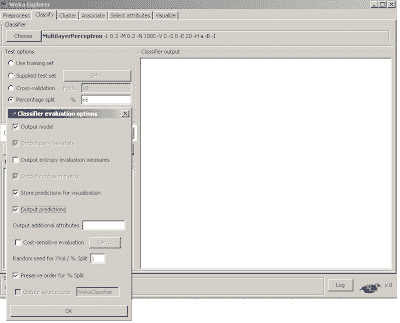 Weka Explorer
Preprocess Classify Cluster Associate Select attributes Visualize
Classifier
Choose MultilayerPerceptron -L 0.3 -M 0.2 -N 1000 -V 0 -S 0 -E 20 -H a -B -I
Test options
Classifier output
Use training set
Supplied test set Set
Cross-validation Folds 10
Percentage split % 66
Classifier evaluation options
Output model
Output per-class stats
Output entropy evaluation measures
Output confusion matrix
Store predictions for visualization
Output predictions
Output additional attributes
Cost-sensitive evaluation Set...
Random seed for XVal / % Split 1
Preserve order for % Split
Output source code WekaClassifier
OK
Log x 0